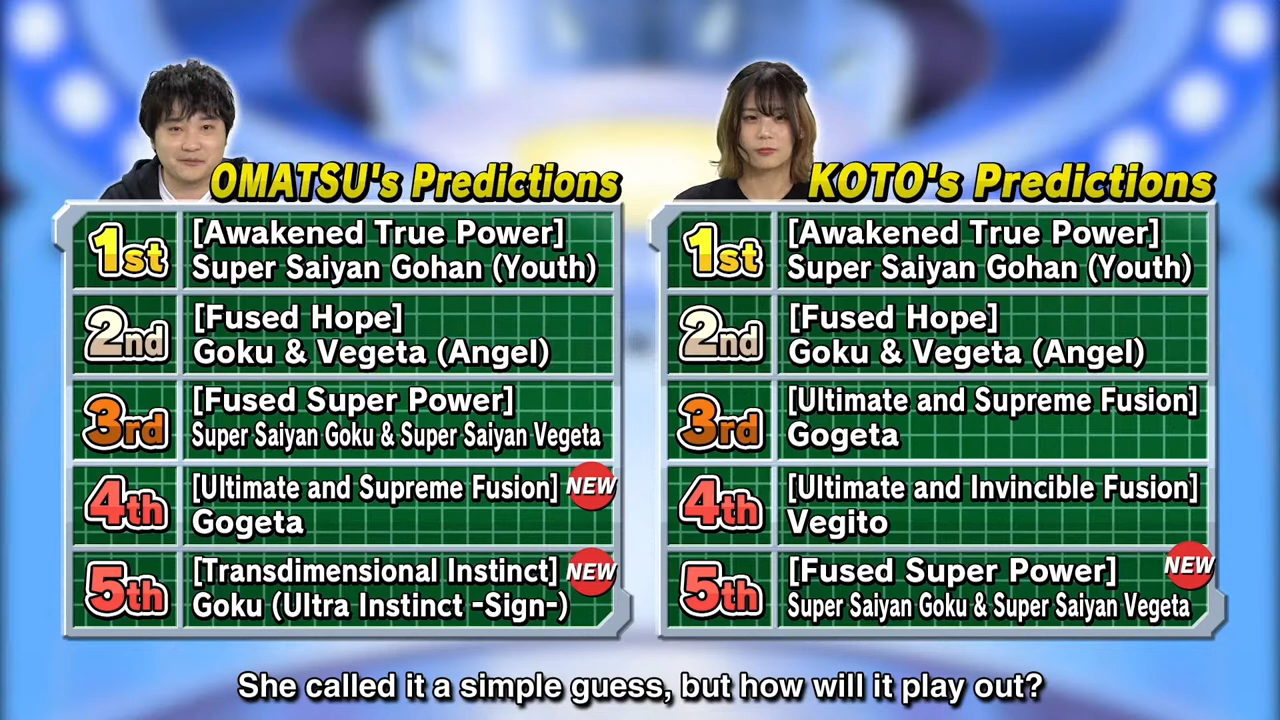 OMATSU's Predictions
1st
[Awakened True Power]
Super Saiyan Gohan (Youth)
2nd
[Fused Hope]
Goku & Vegeta (Angel)
3rd
[Fused Super Power]
Super Saiyan Goku & Super Saiyan Vegeta
4th
[Ultimate and Supreme Fusion]
NEW
Gogeta
5th
[Transdimensional Instinct]
NEW
Goku (Ultra Instinct -Sign-)
KOTO's Predictions
1st
[Awakened True Power]
Super Saiyan Gohan (Youth)
2nd
[Fused Hope]
Goku & Vegeta (Angel)
3rd
[Ultimate and Supreme Fusion]
Gogeta
4th
[Ultimate and Invincible Fusion]
Vegito
5th
[Fused Super Power]
NEW
Super Saiyan Goku & Super Saiyan Vegeta
She called it a simple guess, but how will it play out?